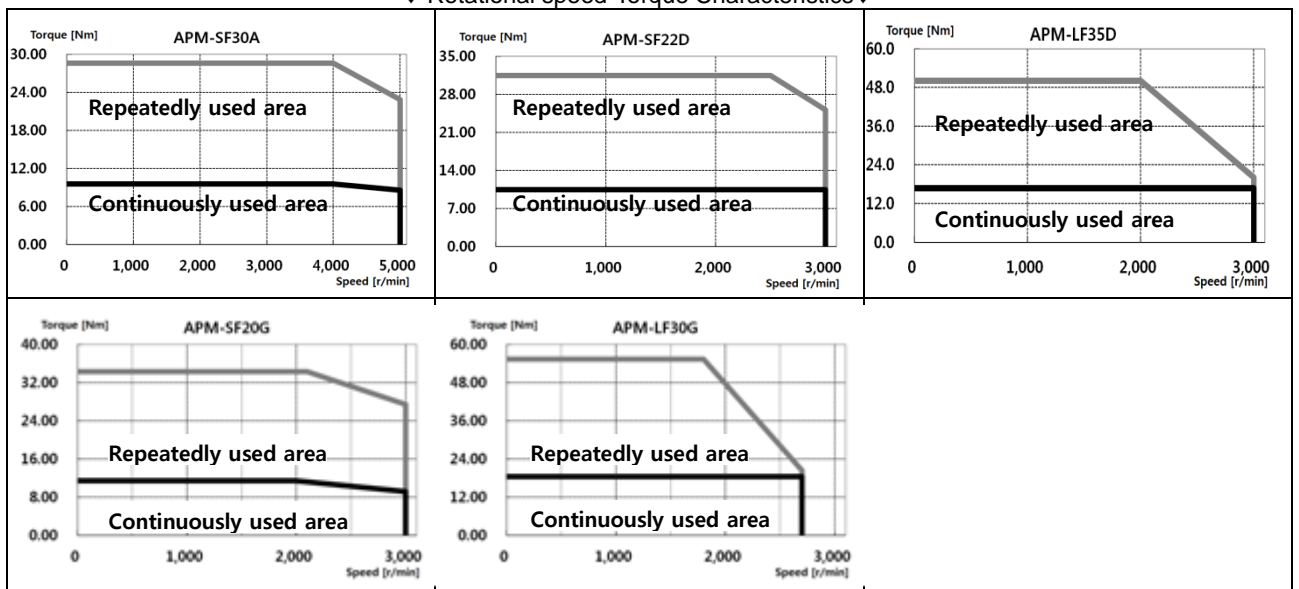 ▼ Rotational speed-Torque Characteristics▼
Torque [Nm] APM-SF30A
30.00
24.00
18.00
12.00
6.00
0.00
Repeatedly used area
Continuously used area
0 1,000 2,000 3,000 4,000 5,000
Speed [r/min]
Torque [Nm] APM-SF22D
35.00
28.00
21.00
14.00
7.00
0.00
Repeatedly used area
Continuously used area
0 1,000 2,000 3,000
Speed [r/min]
Torque [Nm] APM-LF35D
60.0
48.0
36.0
24.0
12.0
0.0
Repeatedly used area
Continuously used area
0 1,000 2,000 3,000
Speed [r/min]
Torque [Nm] APM-SF20G
40.00
32.00
24.00
16.00
8.00
0.00
Repeatedly used area
Continuously used area
0 1,000 2,000 3,000
Speed [r/min]
Torque [Nm] APM-LF30G
60.00
48.00
36.00
24.00
12.00
0.00
Repeatedly used area
Continuously used area
0 1,000 2,000 3,000
Speed [r/min]